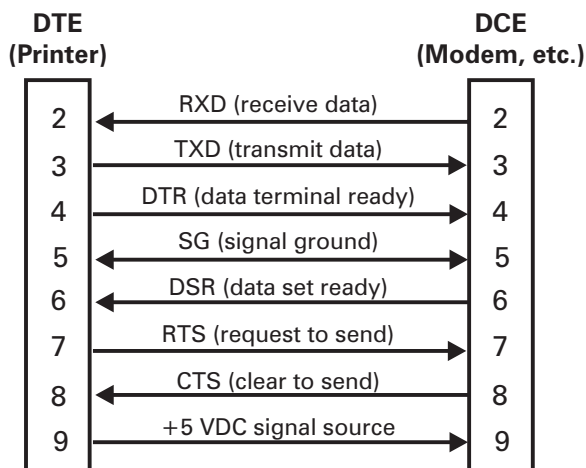 DTE DCE
(Printer) (Modem, etc.)
2 RXD (receive data) 2
3 TXD (transmit data) 3
4 DTR (data terminal ready) 4
5 SG (signal ground) 5
6 DSR (data set ready) 6
7 RTS (request to send) 7
8 CTS (clear to send) 8
9 +5 VDC signal source 9